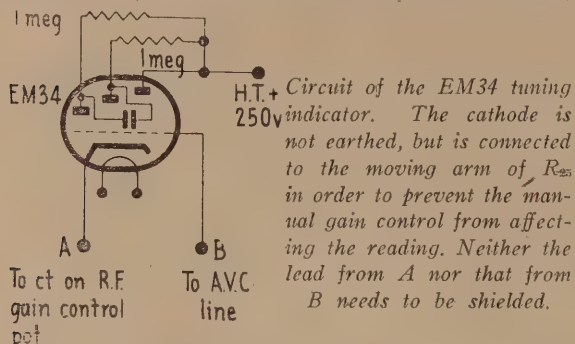 1 meg
1 meg
EM34
H.T.+
250v
A
B
To ct on R.F.
gain control
pot
To A.V.C.
line
Circuit of the EM34 tuning
indicator. The cathode is
not earthed, but is connected
to the moving arm of R25
in order to prevent the man-
ual gain control from affect-
ing the reading. Neither the
lead from A nor that from
B needs to be shielded.